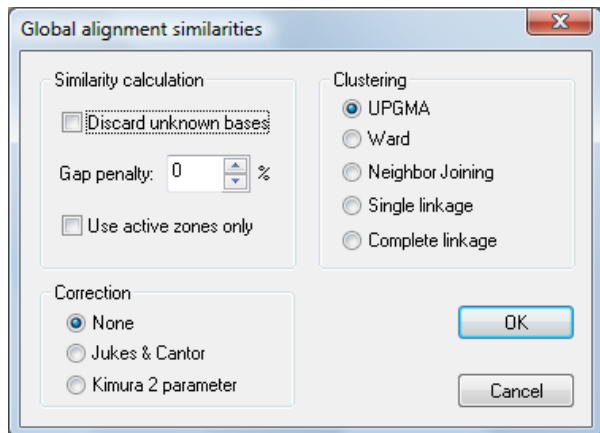 Global alignment similarities
Similarity calculation
Discard unknown bases
Gap penalty: 0 %
Use active zones only
Correction
None
Jukes & Cantor
Kimura 2 parameter
Clustering
UPGMA
Ward
Neighbor Joining
Single linkage
Complete linkage
OK
Cancel